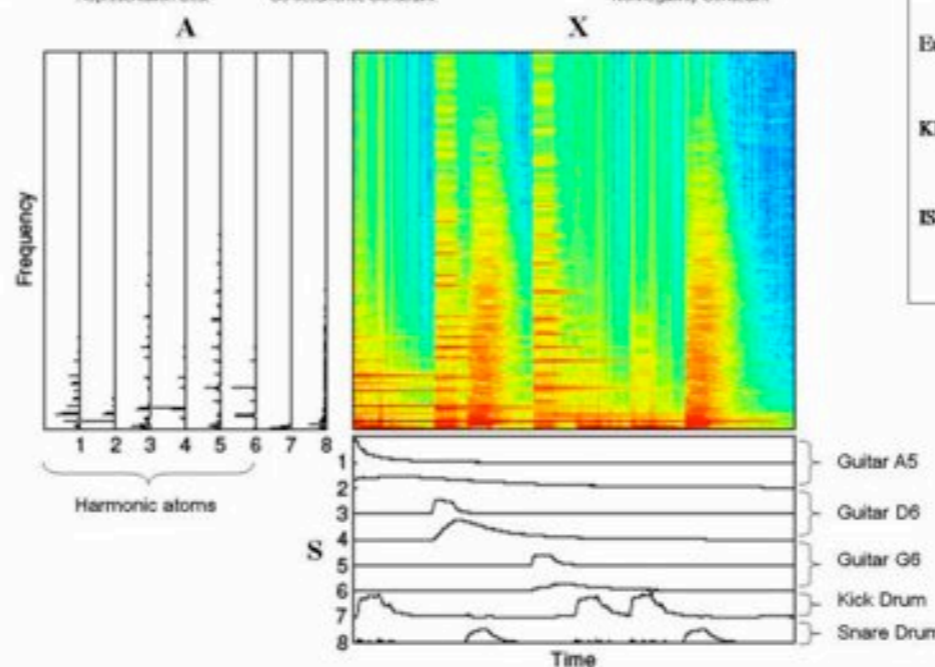 A
X
Frequency
1 2 3 4 5 6 7 8
Harmonic atoms
S
1
2
3
4
5
6
7
8
Guitar A5
Guitar D6
Guitar G6
Kick Drum
Snare Drum
Time